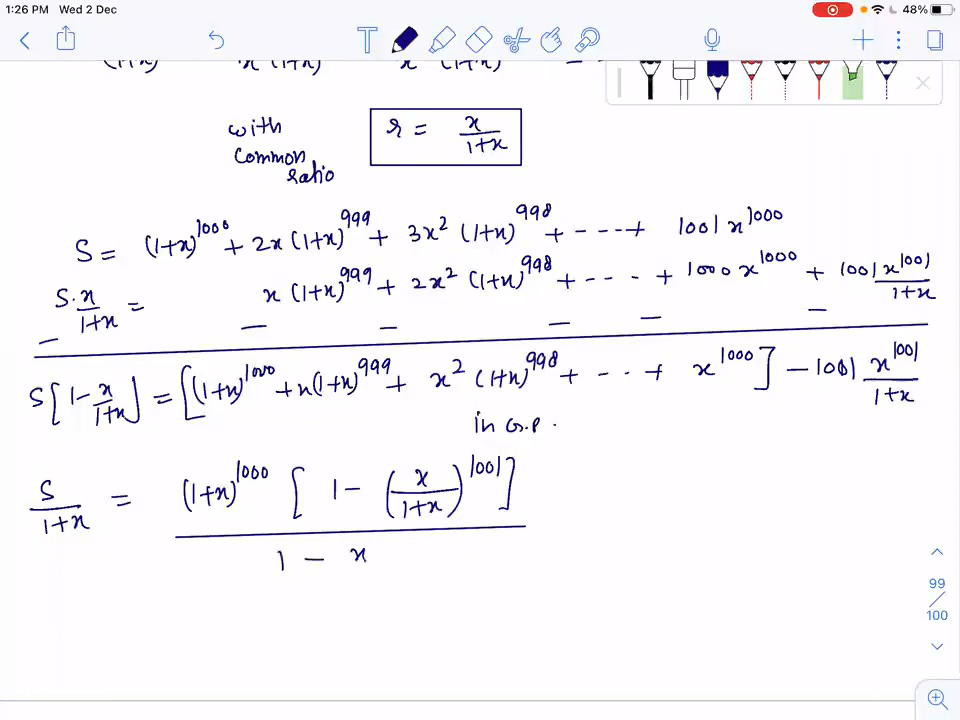 1:26 PM Wed 2 Dec 48%
T
(1+x) x (1+x) x (1+x) =
with r = x/(1+x)
common
ratio
S = (1+x)^1000 + 2x (1+x)^999 + 3x^2 (1+x)^998 + ---- + 1001 x^1000
S·x/(1+x) = x (1+x)^999 + 2x^2 (1+x)^998 + --- - + 1000 x^1000 + 1001 x^1001/(1+x)
− − − − − −
S[1 - x/(1+x)] = [(1+x)^1000 + x(1+x)^999 + x^2 (1+x)^998 + - - - + x^1000] − 1001 x^1001/(1+x)
in G.P.
S/(1+x) = (1+x)^1000 [1 − (x/(1+x))^1001]
1 − x
99
/
100